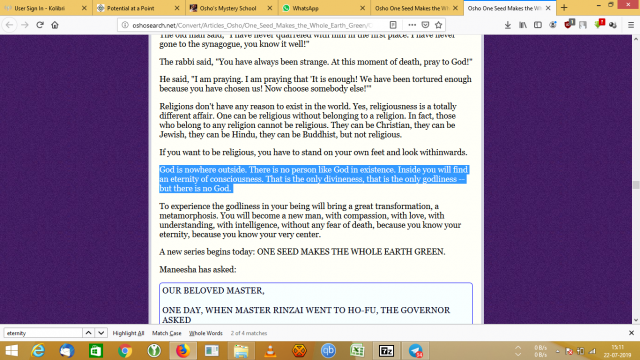 User Sign In - Kolibri
Potential at a Point
Osho's Mystery School
WhatsApp
Osho One Seed Makes the Wh
Osho One Seed Makes the W
oshosearch.net/Convert/Articles_Osho/One_Seed_Makes_the_Whole_Earth_Green/
Search
The old man said, "I have never quarreled with him in the first place. I have never
gone to the synagogue, you know it well!"
The rabbi said, "You have always been strange. At this moment of death, pray to God!"
He said, "I am praying. I am praying that 'It is enough! We have been tortured enough
because you have chosen us! Now choose somebody else!'"
Religions don't have any reason to exist in the world. Yes, religiousness is a totally
different affair. One can be religious without belonging to a religion. In fact, those
who belong to any religion cannot be religious. They can be Christian, they can be
Jewish, they can be Hindu, they can be Buddhist, but not religious.
If you want to be religious, you have to stand on your own feet and look withinwards.
God is nowhere outside. There is no person like God in existence. Inside you will find
an eternity of consciousness. That is the only divineness, that is the only godliness --
but there is no God.
To experience the godliness in your being will bring a great transformation, a
metamorphosis. You will become a new man, with compassion, with love, with
understanding, with intelligence, without any fear of death, because you know your
eternity, because you know your very center.
A new series begins today: ONE SEED MAKES THE WHOLE EARTH GREEN.
Maneesha has asked:
OUR BELOVED MASTER,
ONE DAY, WHEN MASTER RINZAI WENT TO HO-FU, THE GOVERNOR
ASKED
eternity
Highlight All
Match Case
Whole Words
2 of 4 matches
15:11
22-07-2019